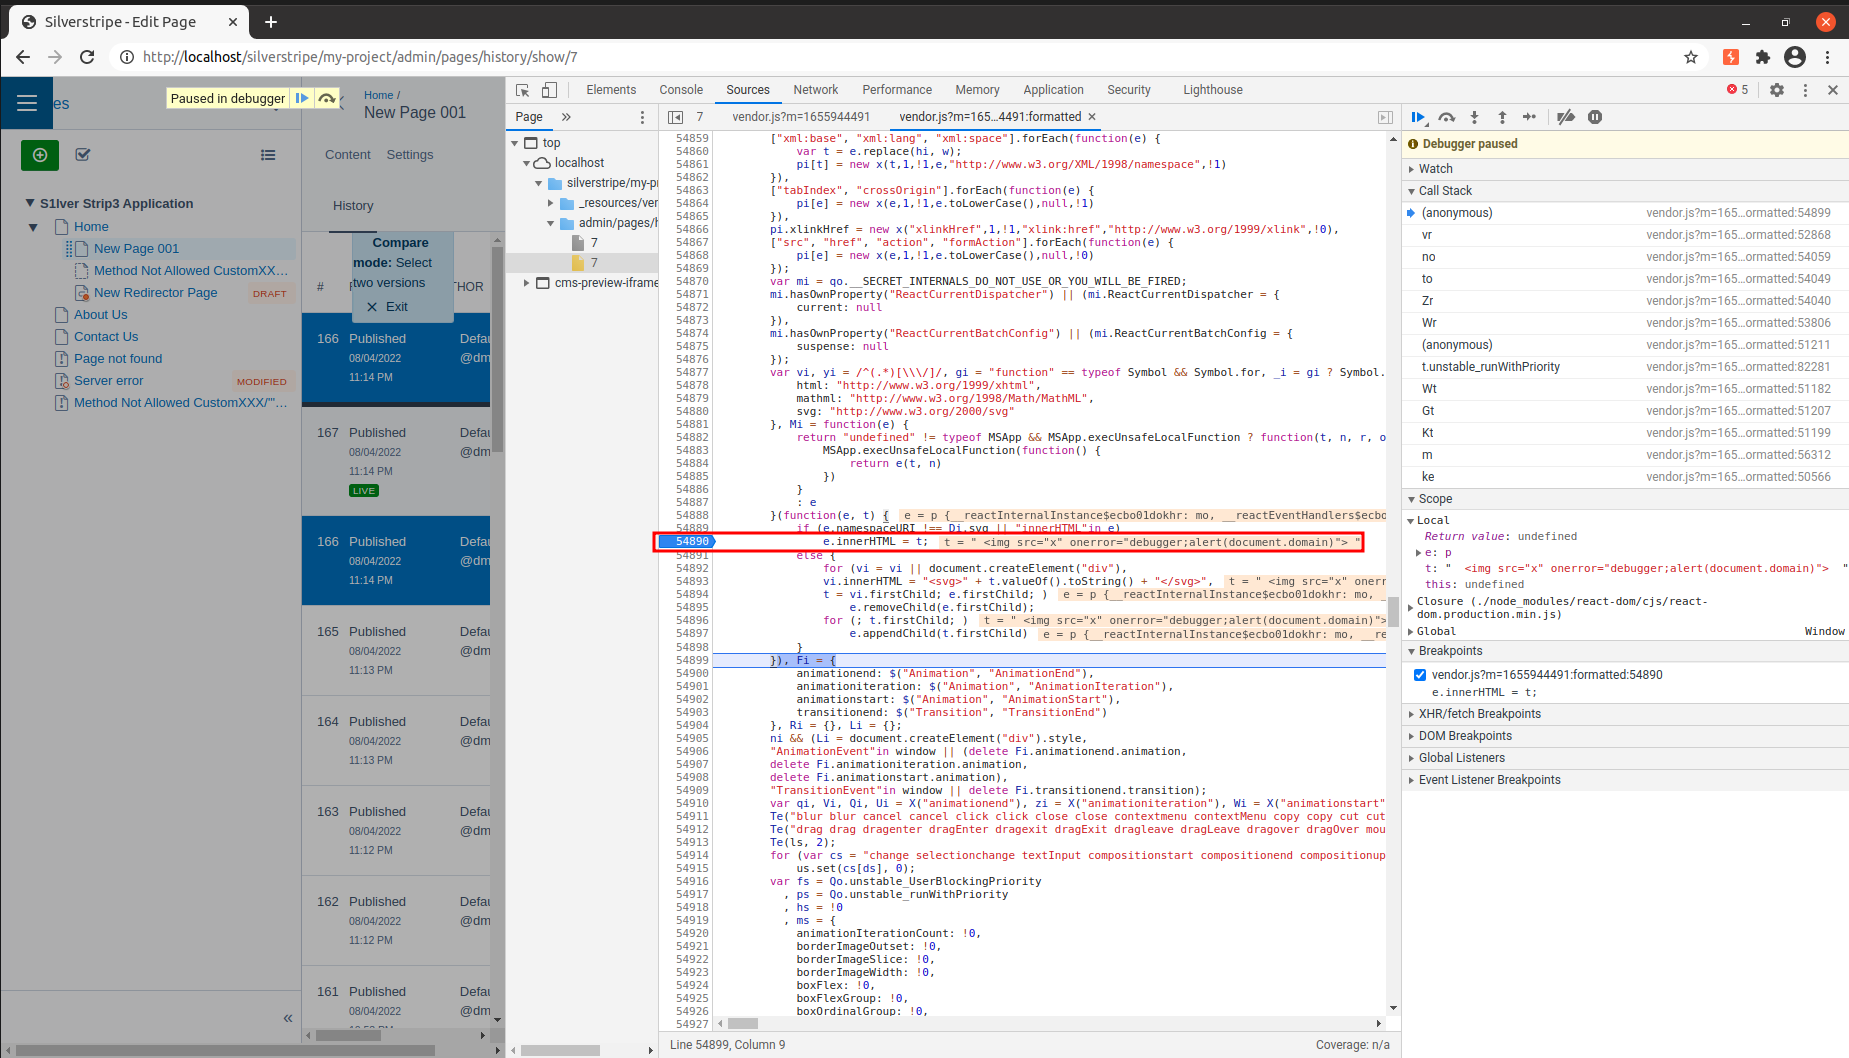 Silverstripe - Edit Page
http://localhost/silverstripe/my-project/admin/pages/history/show/7
es
Paused in debugger
Home /
New Page 001
Content Settings
History
S1lver Strip3 Application
Home
New Page 001
Method Not Allowed CustomXX...
New Redirector Page DRAFT
About Us
Contact Us
Page not found
Server error MODIFIED
Method Not Allowed CustomXXX/'"...
«
Compare
mode: Select
two versions
Exit
# THOR
166 Published Defau
08/04/2022 @dm
11:14 PM
167 Published Defau
08/04/2022 @dm
11:14 PM
LIVE
166 Published Defau
08/04/2022 @dm
11:14 PM
165 Published Defau
08/04/2022 @dm
11:13 PM
164 Published Defau
08/04/2022 @dm
11:13 PM
163 Published Defau
08/04/2022 @dm
11:12 PM
162 Published Defau
08/04/2022 @dm
11:12 PM
161 Published Defau
08/04/2022 @dm
Elements Console Sources Network Performance Memory Application Security Lighthouse 5
Page »
top
localhost
silverstripe/my-p
_resources/ver
admin/pages/h
7
7
cms-preview-iframe
7 vendor.js?m=1655944491 vendor.js?m=165...4491:formatted
54859 ["xml:base", "xml:lang", "xml:space"].forEach(function(e) {
54860 var t = e.replace(hi, w);
54861 pi[t] = new x(t,1,!1,e,"http://www.w3.org/XML/1998/namespace",!1)
54862 }),
54863 ["tabIndex", "crossOrigin"].forEach(function(e) {
54864 pi[e] = new x(e,1,!1,e.toLowerCase(),null,!1)
54865 }),
54866 pi.xlinkHref = new x("xlinkHref",1,!1,"xlink:href","http://www.w3.org/1999/xlink",!0),
54867 ["src", "href", "action", "formAction"].forEach(function(e) {
54868 pi[e] = new x(e,1,!1,e.toLowerCase(),null,!0)
54869 });
54870 var mi = qo.__SECRET_INTERNALS_DO_NOT_USE_OR_YOU_WILL_BE_FIRED;
54871 mi.hasOwnProperty("ReactCurrentDispatcher") || (mi.ReactCurrentDispatcher = {
54872 current: null
54873 }),
54874 mi.hasOwnProperty("ReactCurrentBatchConfig") || (mi.ReactCurrentBatchConfig = {
54875 suspense: null
54876 });
54877 var vi, yi = /^(.*)[\\\/]/, gi = "function" == typeof Symbol && Symbol.for, _i = gi ? Symbol.
54878 html: "http://www.w3.org/1999/xhtml",
54879 mathml: "http://www.w3.org/1998/Math/MathML",
54880 svg: "http://www.w3.org/2000/svg"
54881 }, Mi = function(e) {
54882 return "undefined" != typeof MSApp && MSApp.execUnsafeLocalFunction ? function(t, n, r, o
54883 MSApp.execUnsafeLocalFunction(function() {
54884 return e(t, n)
54885 })
54886 }
54887 : e
54888 }(function(e, t) { e = p {__reactInternalInstance$ecbo01dokhr: mo, __reactEventHandlers$ecbo
54889 if (e.namespaceURI !== Di.svg || "innerHTML"in e)
54890 e.innerHTML = t; t = " <img src="x" onerror="debugger;alert(document.domain)"> "
54891 else {
54892 for (vi = vi || document.createElement("div"),
54893 vi.innerHTML = "<svg>" + t.valueOf().toString() + "</svg>", t = " <img src="x" onerr
54894 t = vi.firstChild; e.firstChild; ) e = p {__reactInternalInstance$ecbo01dokhr: mo, _
54895 e.removeChild(e.firstChild);
54896 for (; t.firstChild; ) t = " <img src="x" onerror="debugger;alert(document.domain)">
54897 e.appendChild(t.firstChild) e = p {__reactInternalInstance$ecbo01dokhr: mo, __re
54898 }
54899 }), Fi = {
54900 animationend: $("Animation", "AnimationEnd"),
54901 animationiteration: $("Animation", "AnimationIteration"),
54902 animationstart: $("Animation", "AnimationStart"),
54903 transitionend: $("Transition", "TransitionEnd")
54904 }, Ri = {}, Li = {};
54905 ni && (Li = document.createElement("div").style,
54906 "AnimationEvent"in window || (delete Fi.animationend.animation,
54907 delete Fi.animationiteration.animation,
54908 delete Fi.animationstart.animation),
54909 "TransitionEvent"in window || delete Fi.transitionend.transition);
54910 var qi, Vi, Qi, Ui = X("animationend"), zi = X("animationiteration"), Wi = X("animationstart"
54911 Te("blur blur cancel cancel click click close close contextmenu contextMenu copy copy cut cut
54912 Te("drag drag dragenter dragEnter dragexit dragExit dragleave dragLeave dragover dragOver mou
54913 Te(ls, 2);
54914 for (var cs = "change selectionchange textInput compositionstart compositionend compositionup
54915 us.set(cs[ds], 0);
54916 var fs = Qo.unstable_UserBlockingPriority
54917 , ps = Qo.unstable_runWithPriority
54918 , hs = !0
54919 , ms = {
54920 animationIterationCount: !0,
54921 borderImageOutset: !0,
54922 borderImageSlice: !0,
54923 borderImageWidth: !0,
54924 boxFlex: !0,
54925 boxFlexGroup: !0,
54926 boxOrdinalGroup: !0,
54927
Line 54899, Column 9 Coverage: n/a
Debugger paused
Watch
Call Stack
(anonymous) vendor.js?m=165...ormatted:54899
vr vendor.js?m=165...ormatted:52868
no vendor.js?m=165...ormatted:54059
to vendor.js?m=165...ormatted:54049
Zr vendor.js?m=165...ormatted:54040
Wr vendor.js?m=165...ormatted:53806
(anonymous) vendor.js?m=165...ormatted:51211
t.unstable_runWithPriority vendor.js?m=165...ormatted:82281
Wt vendor.js?m=165...ormatted:51182
Gt vendor.js?m=165...ormatted:51207
Kt vendor.js?m=165...ormatted:51199
m vendor.js?m=165...ormatted:56312
ke vendor.js?m=165...ormatted:50566
Scope
Local
Return value: undefined
e: p
t: " <img src="x" onerror="debugger;alert(document.domain)"> "
this: undefined
Closure (./node_modules/react-dom/cjs/react-
dom.production.min.js)
Global Window
Breakpoints
vendor.js?m=1655944491:formatted:54890
e.innerHTML = t;
XHR/fetch Breakpoints
DOM Breakpoints
Global Listeners
Event Listener Breakpoints